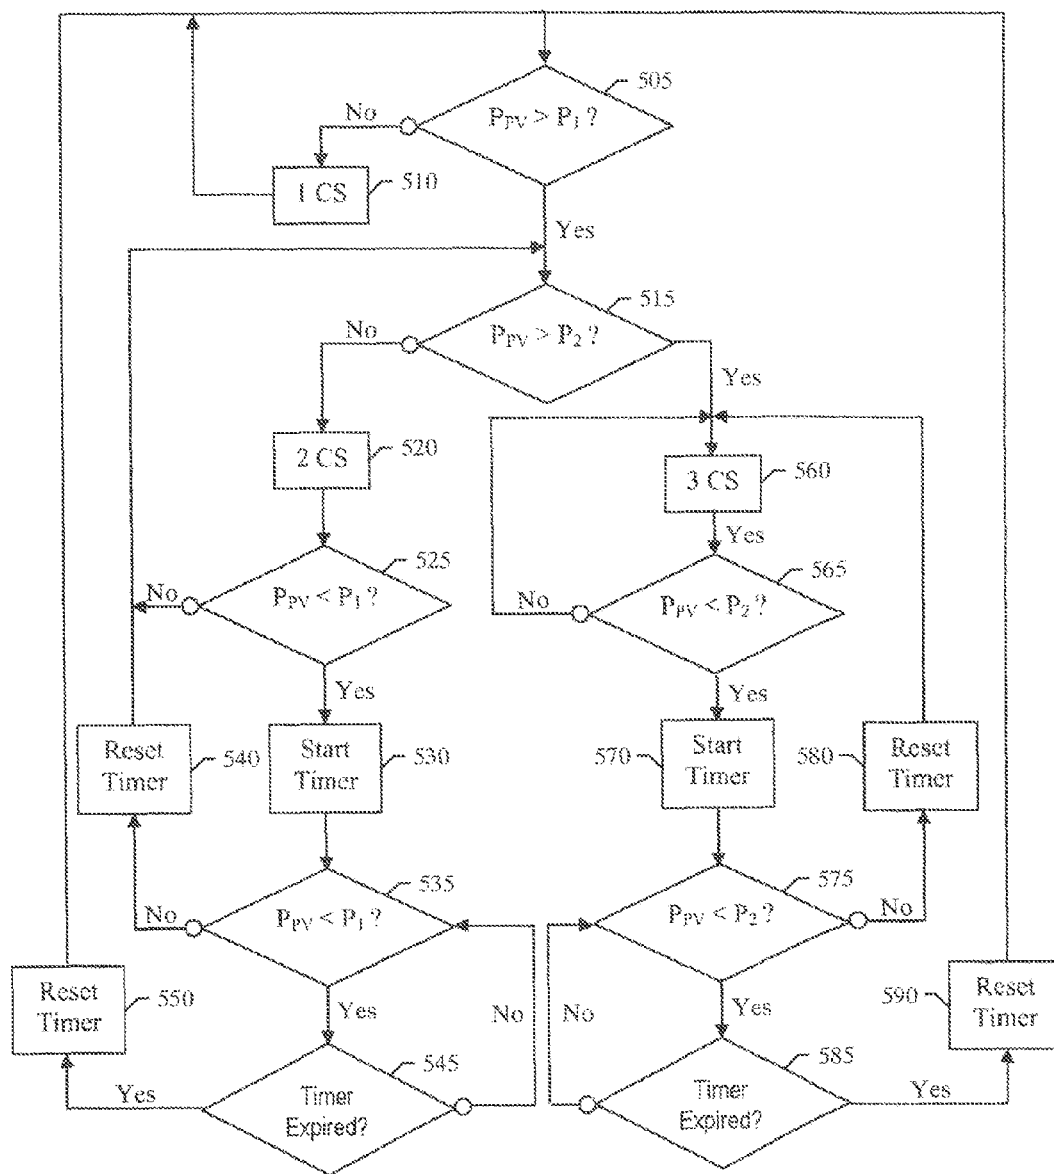 505
P_PV > P_1 ?
No
1 CS
510
Yes
515
P_PV > P_2 ?
No
Yes
2 CS
520
3 CS
560
Yes
525
P_PV < P_1 ?
No
565
P_PV < P_2 ?
No
Yes
Yes
Reset
Timer
540
Start
Timer
530
570
Start
Timer
580
Reset
Timer
535
P_PV < P_1 ?
No
575
P_PV < P_2 ?
No
Reset
Timer
550
Yes
No
No
Yes
590
Reset
Timer
545
Timer
Expired?
Yes
585
Timer
Expired?
Yes